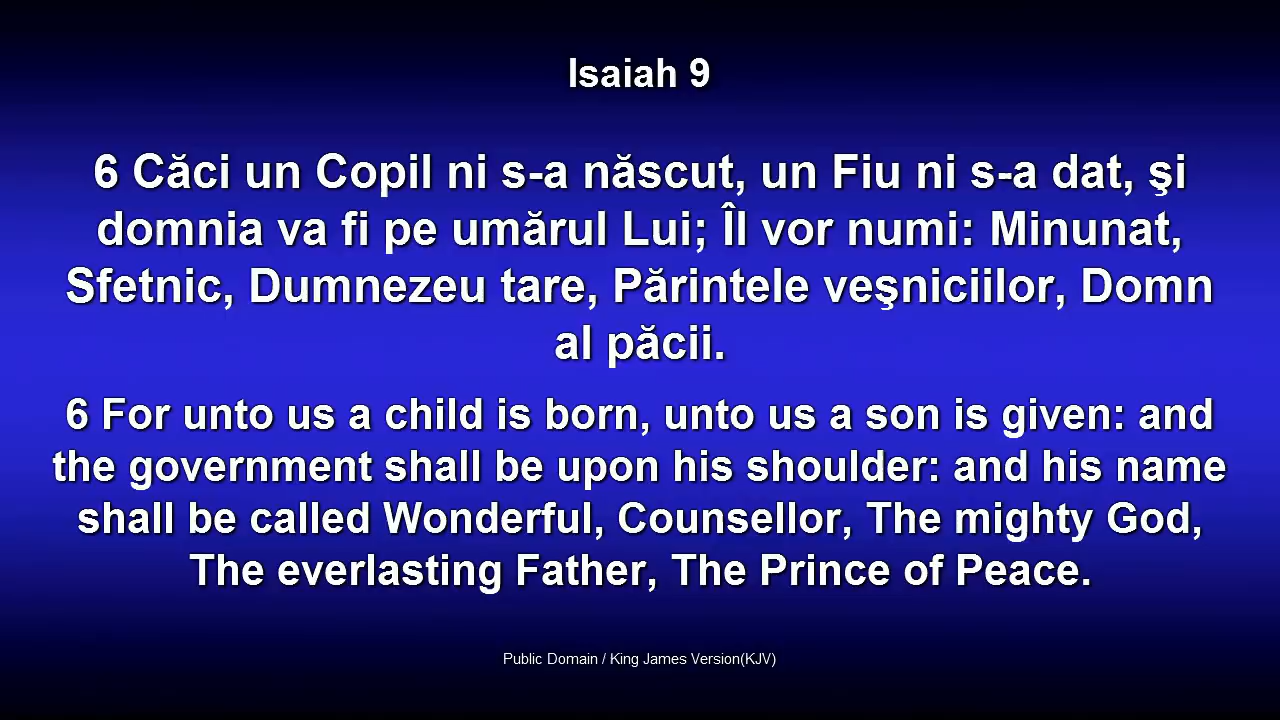 Isaiah 9
6 Căci un Copil ni s-a născut, un Fiu ni s-a dat, şi
domnia va fi pe umărul Lui; Îl vor numi: Minunat,
Sfetnic, Dumnezeu tare, Părintele veşniciilor, Domn
al păcii.
6 For unto us a child is born, unto us a son is given: and
the government shall be upon his shoulder: and his name
shall be called Wonderful, Counsellor, The mighty God,
The everlasting Father, The Prince of Peace.
Public Domain / King James Version(KJV)